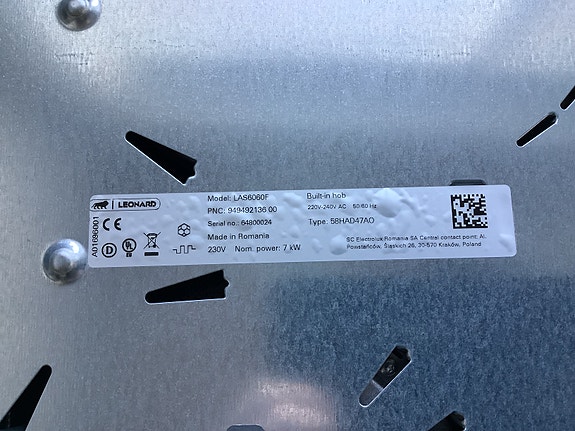 LEONARD
A01696001
CE
D
Model: LAS6060F
PNC: 949492136 00
Serial no.: 64800024
Made in Romania
230V Nom. power: 7 kW
Built-in hob
220V-240V AC 50/60 Hz
Type: 58HAD47AO
SC Electrolux Romania SA Central contact point: Al.
Powstańców, Śląskich 26, 30-570 Kraków, Poland